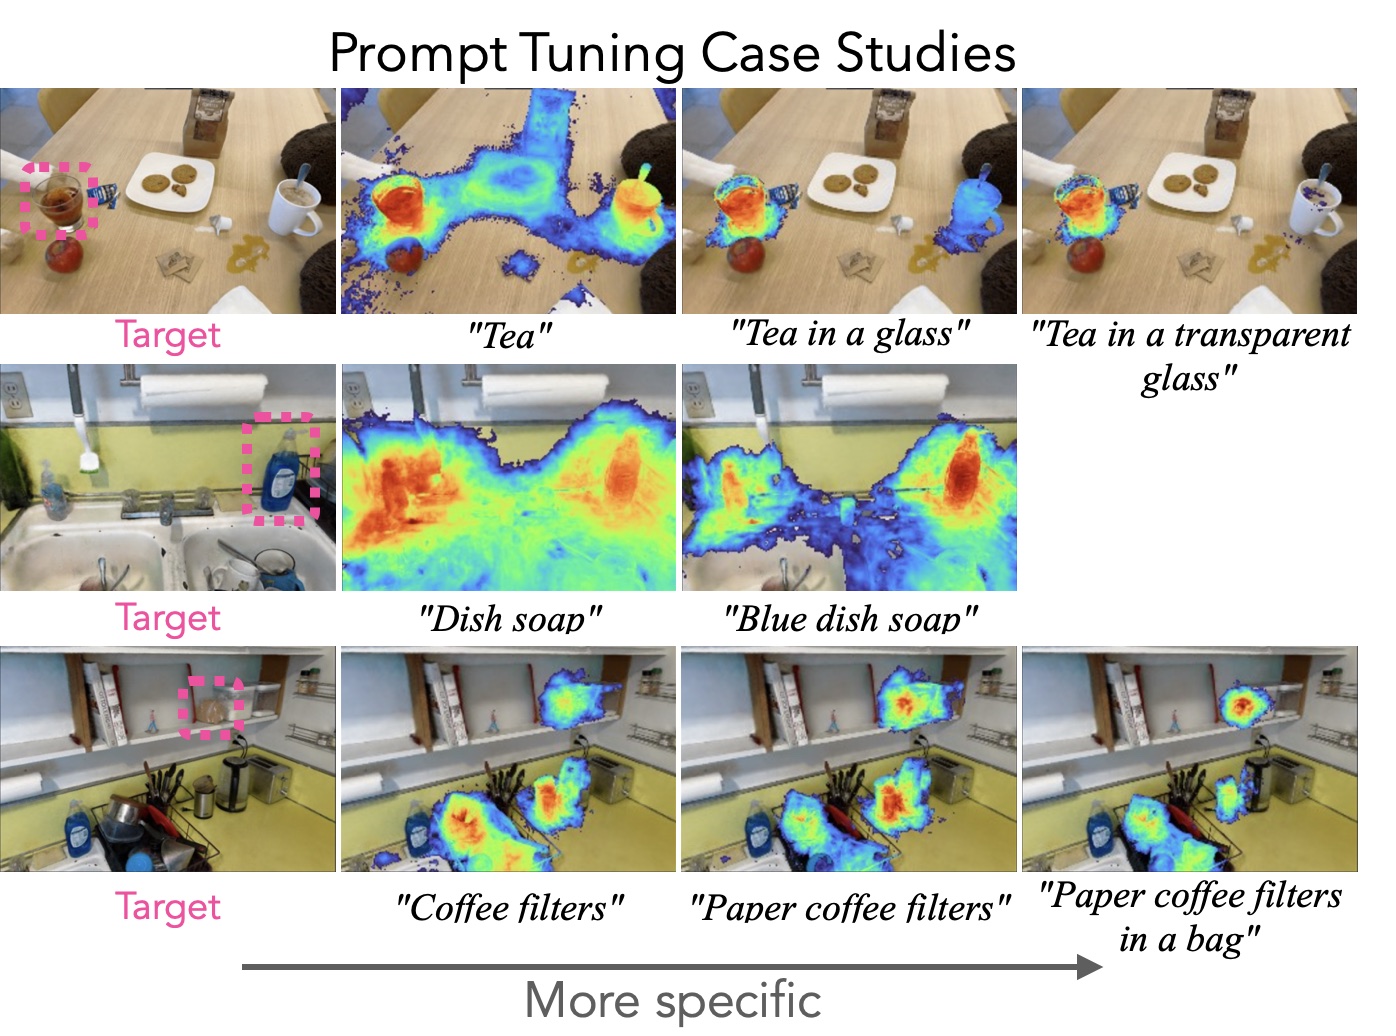 Prompt Tuning Case Studies
Target
"Tea"
"Tea in a glass"
"Tea in a transparent
glass"
Target
"Dish soap"
"Blue dish soap"
Target
"Coffee filters"
"Paper coffee filters"
"Paper coffee filters
in a bag"
More specific